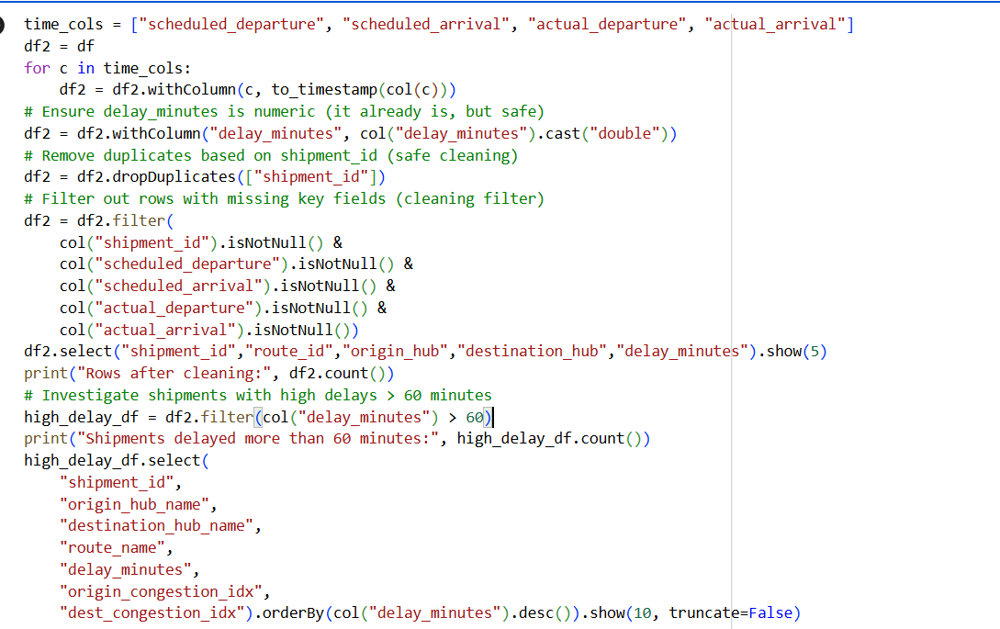 time_cols = ["scheduled_departure", "scheduled_arrival", "actual_departure", "actual_arrival"]
df2 = df
for c in time_cols:
    df2 = df2.withColumn(c, to_timestamp(col(c)))
# Ensure delay_minutes is numeric (it already is, but safe)
df2 = df2.withColumn("delay_minutes", col("delay_minutes").cast("double"))
# Remove duplicates based on shipment_id (safe cleaning)
df2 = df2.dropDuplicates(["shipment_id"])
# Filter out rows with missing key fields (cleaning filter)
df2 = df2.filter(
    col("shipment_id").isNotNull() &
    col("scheduled_departure").isNotNull() &
    col("scheduled_arrival").isNotNull() &
    col("actual_departure").isNotNull() &
    col("actual_arrival").isNotNull())
df2.select("shipment_id","route_id","origin_hub","destination_hub","delay_minutes").show(5)
print("Rows after cleaning:", df2.count())
# Investigate shipments with high delays > 60 minutes
high_delay_df = df2.filter(col("delay_minutes") > 60)
print("Shipments delayed more than 60 minutes:", high_delay_df.count())
high_delay_df.select(
    "shipment_id",
    "origin_hub_name",
    "destination_hub_name",
    "route_name",
    "delay_minutes",
    "origin_congestion_idx",
    "dest_congestion_idx").orderBy(col("delay_minutes").desc()).show(10, truncate=False)